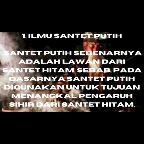 1 ILMU SANTET PUTIH
SANTET PUTIH SEBENARNYA
ADALAH LAWAN DARI
SANTET HITAM SEBAB PADA
DASARNYA SANTET PUTIH
DIGUNAKAN UNTUK TUJUAN
MENANGKAL PENGARUH
SIHIR DARI SANTET HITAM.